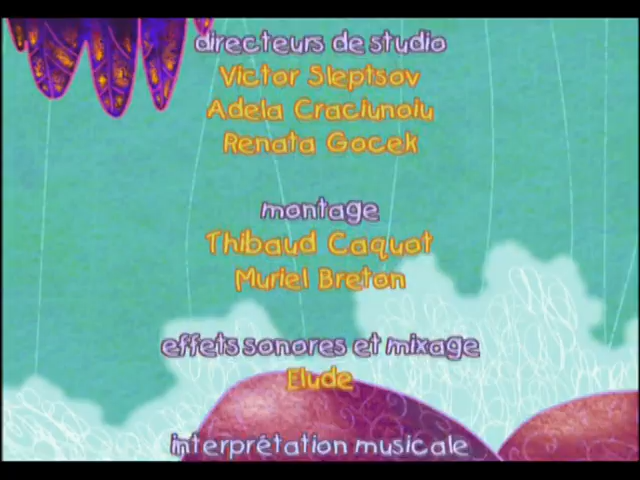 directeurs de studio
Victor Sleptsov
Adela Craciunoiu
Renata Gocek
montage
Thibaud Caquot
Muriel Breton
effets sonores et mixage
Elude
interprétation musicale